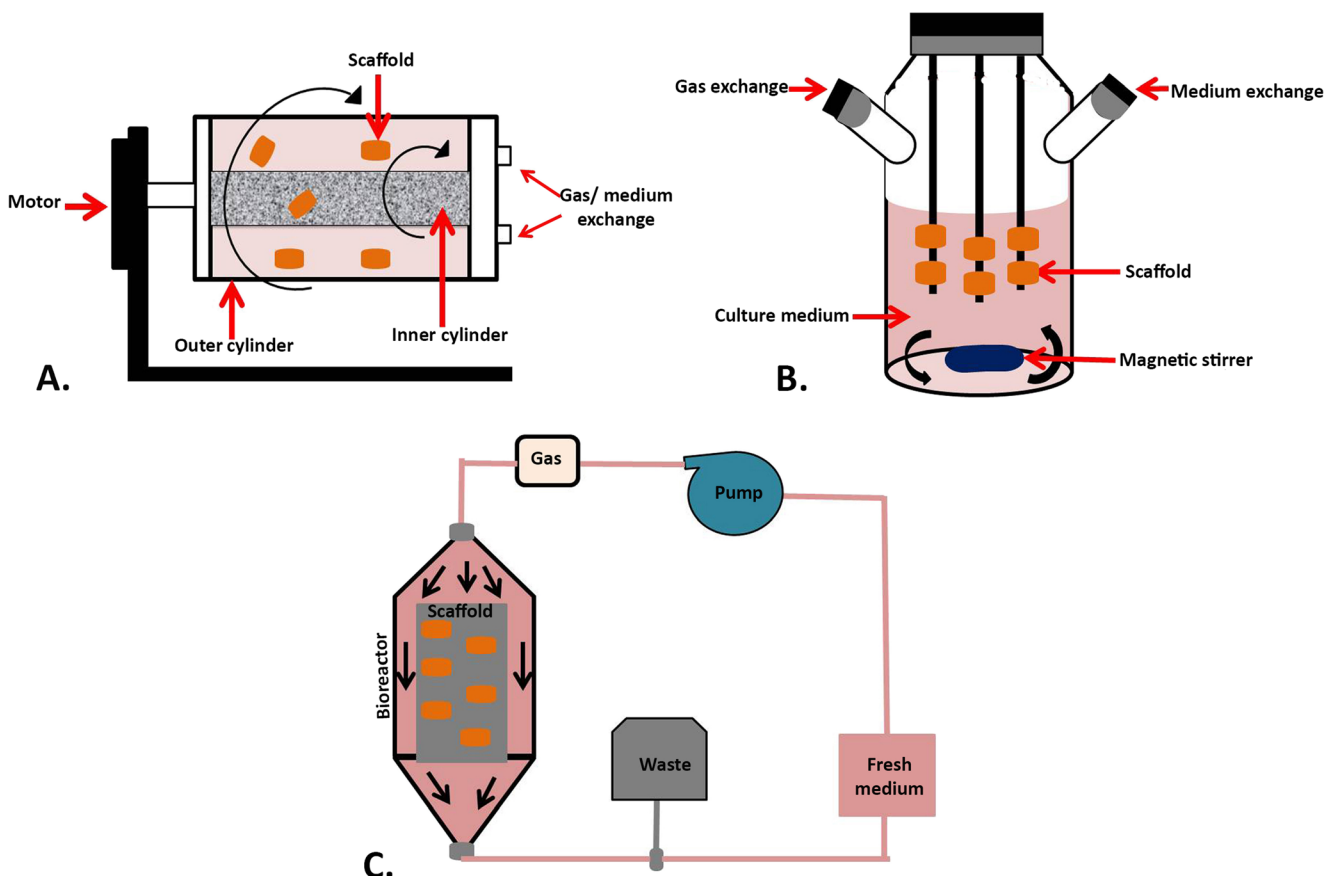 Scaffold
Motor
Gas/ medium
exchange
Inner cylinder
Outer cylinder
A.
Gas exchange
Medium exchange
Scaffold
Culture medium
Magnetic stirrer
B.
Gas
Pump
Scaffold
Bioreactor
Waste
Fresh
medium
C.